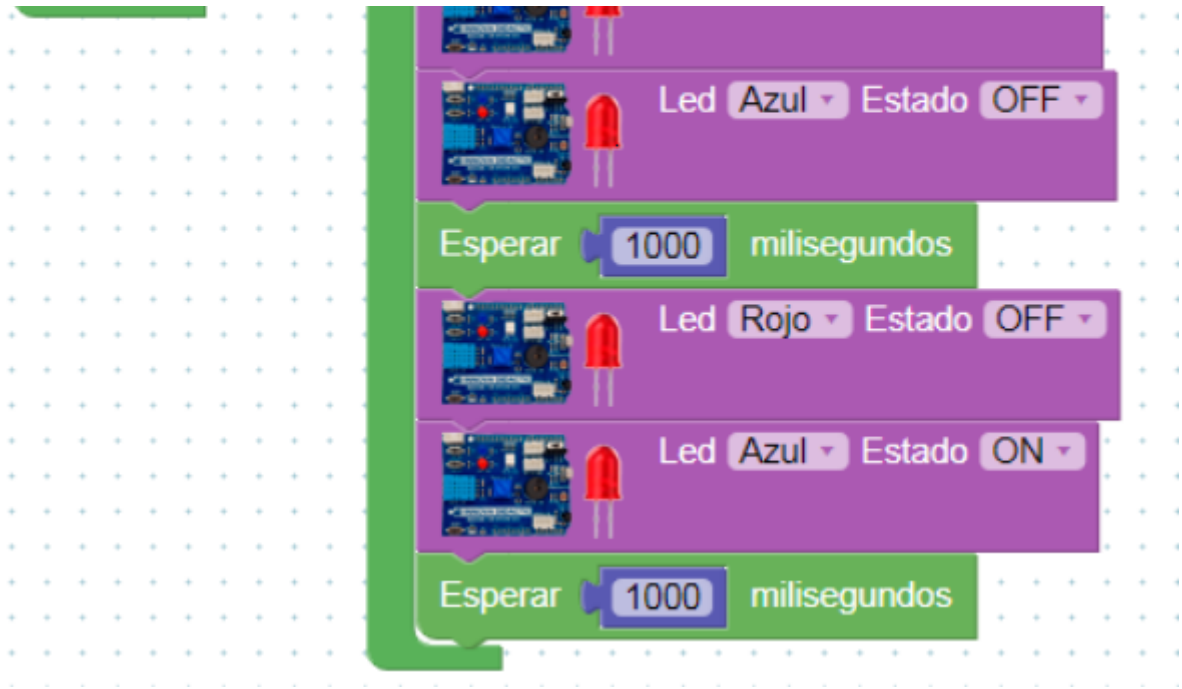 Led Azul Estado OFF
Esperar 1000 milisegundos
Led Rojo Estado OFF
Led Azul Estado ON
Esperar 1000 milisegundos